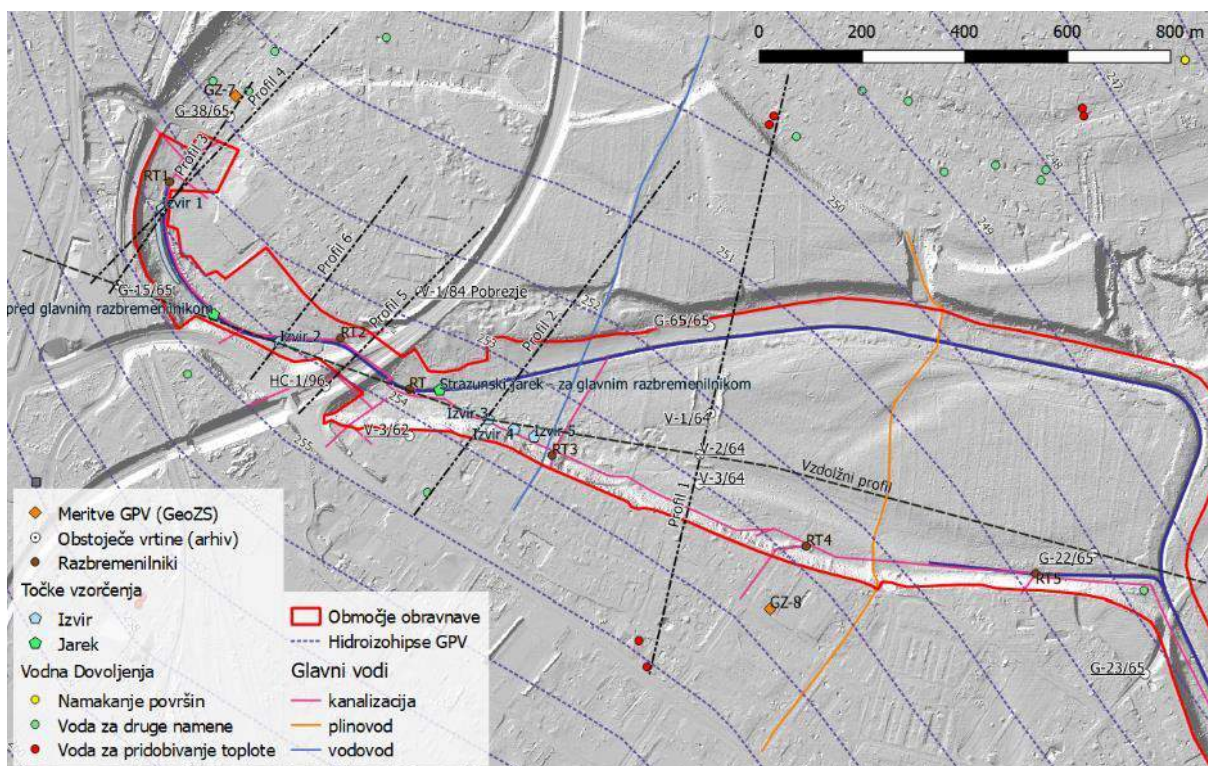 0 200 400 600 800 m
GZ-7
G-38/65
Profil 4
Profil 3
RT1
Izvir 1
G-15/65
pred glavnim razbremenilnikom
Profil 6
Izvir 2
RT2
Profil 5
V-1/84 Pobrezje
HC-1/96
RT
Strazunski jarek - za glavnim razbremenilnikom
Profil 2
G-65/65
247
248
249
250
251
252
253
254
255
V-3/62
Izvir 3
Izvir 4
Izvir 5
RT3
V-1/64
V-2/64
V-3/64
Profil 1
Vzdolžni profil
RT4
G-22/65
RT5
GZ-8
G-23/65
Meritve GPV (GeoZS)
Obstoječe vrtine (arhiv)
Razbremenilniki
Točke vzorčenja
Izvir
Jarek
Vodna Dovoljenja
Namakanje površin
Voda za druge namene
Voda za pridobivanje toplote
Območje obravnave
Hidroizohipse GPV
Glavni vodi
kanalizacija
plinovod
vodovod